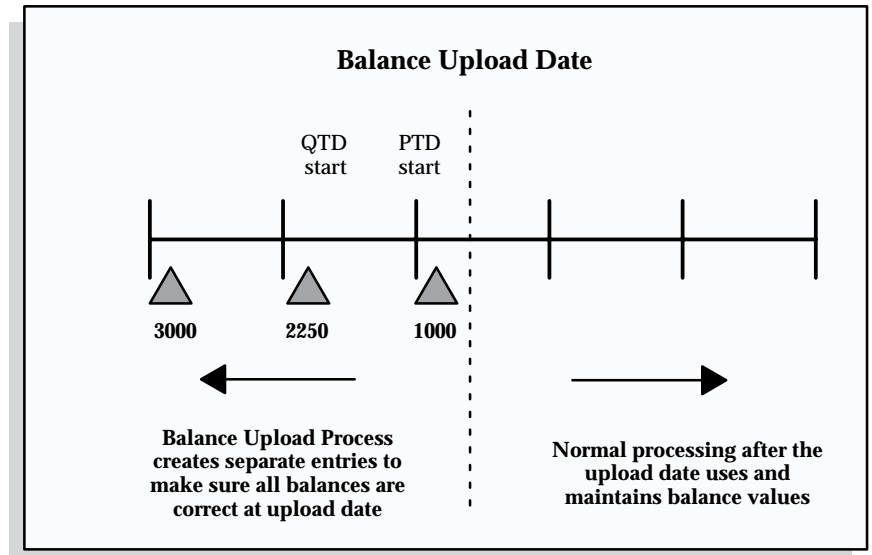 Balance Upload Date
QTD
start
PTD
start
3000
2250
1000
Balance Upload Process
creates separate entries to
make sure all balances are
correct at upload date
Normal processing after the
upload date uses and
maintains balance values